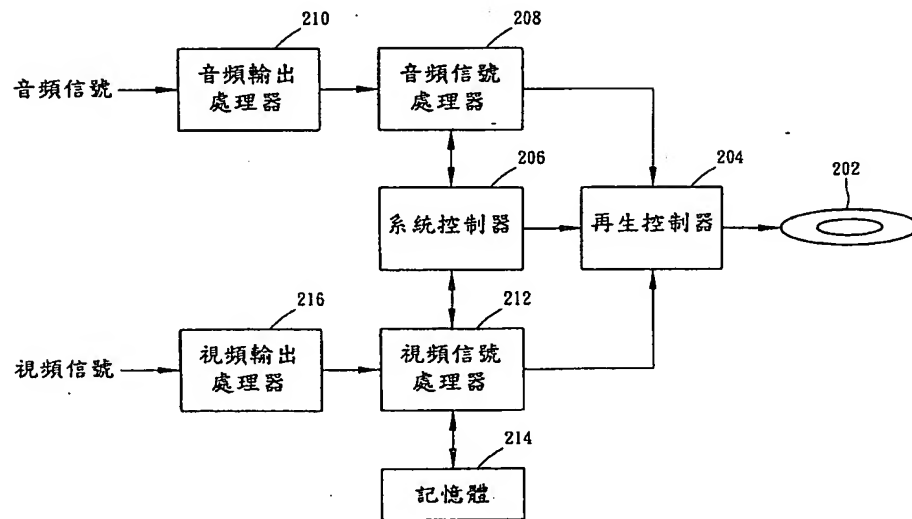 210
208
音頻信號
音頻輸出
處理器
音頻信號
處理器
206
204
202
系統控制器
再生控制器
216
212
視頻信號
視頻輸出
處理器
視頻信號
處理器
214
記憶體